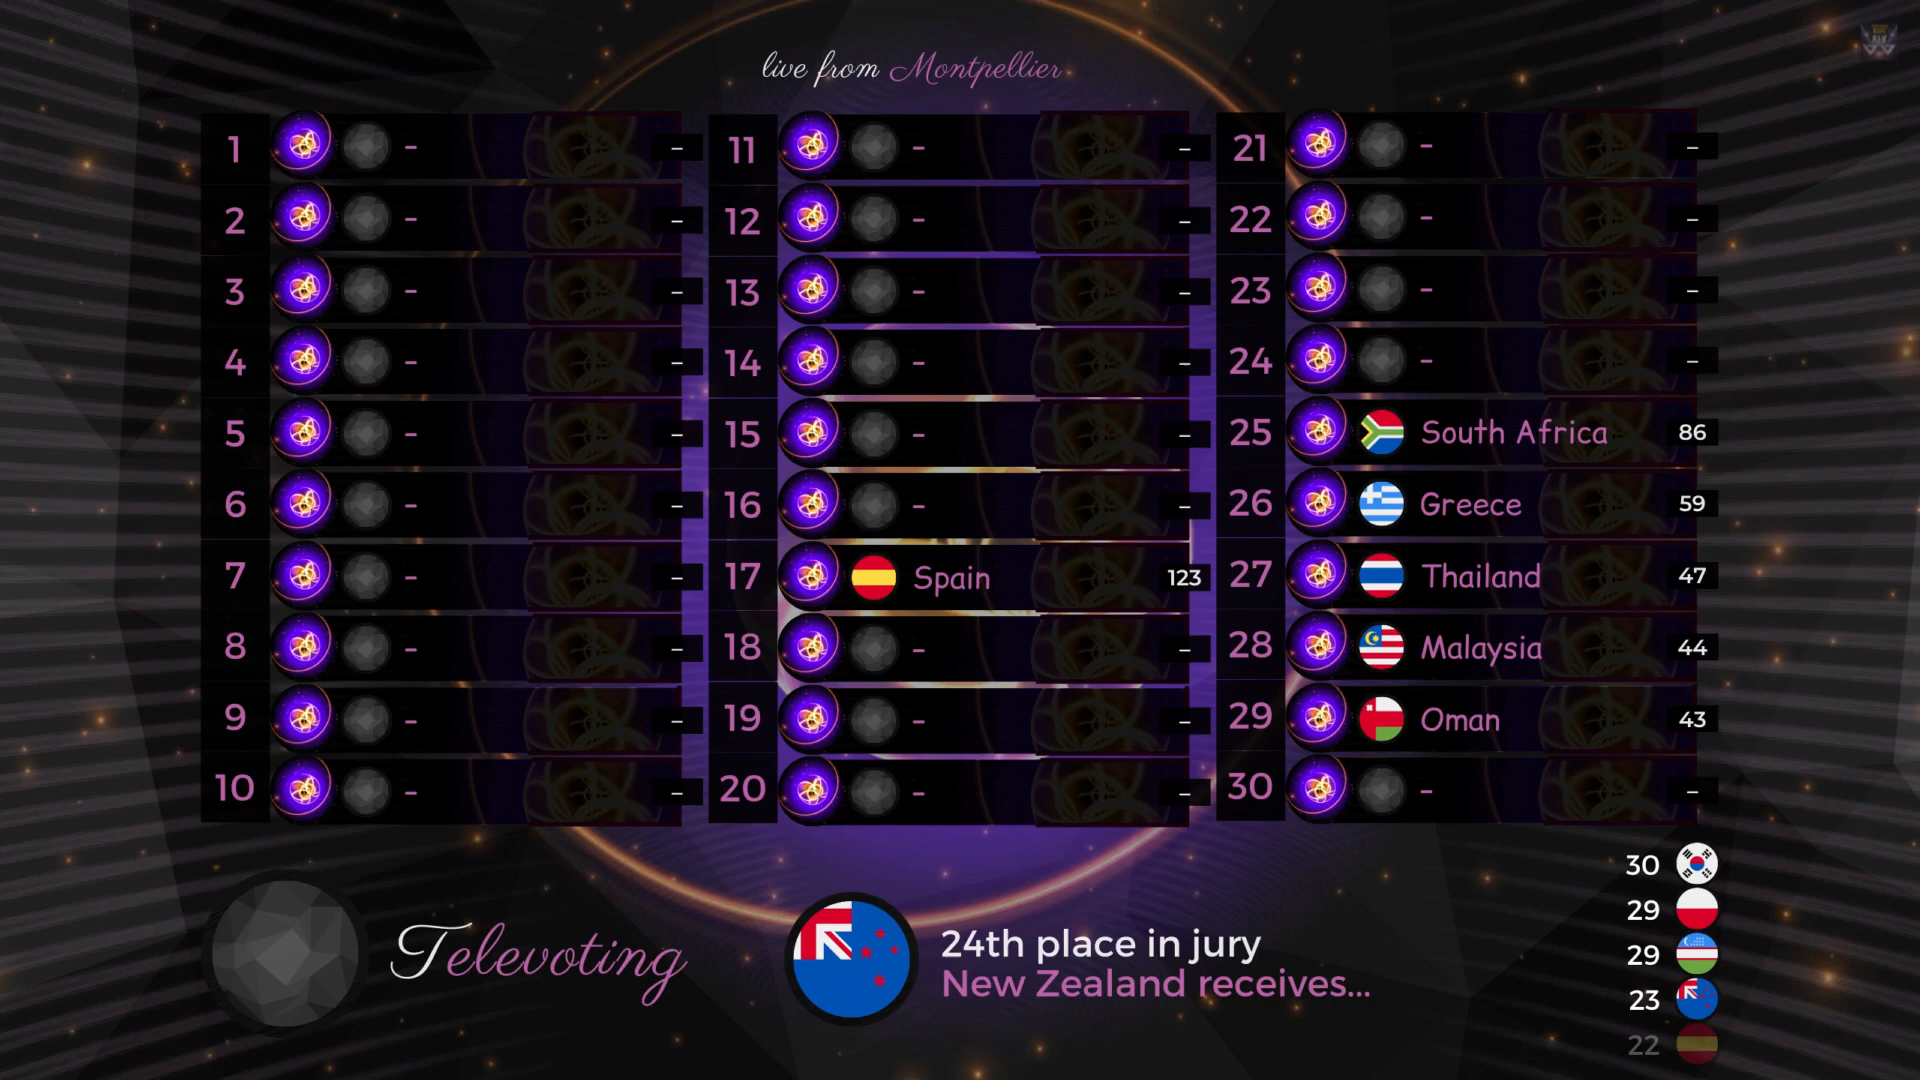 live from Montpellier
1 - –
2 - –
3 - –
4 - –
5 - –
6 - –
7 - –
8 - –
9 - –
10 - –
11 - –
12 - –
13 - –
14 - –
15 - –
16 - –
17 Spain 123
18 - –
19 - –
20 - –
21 - –
22 - –
23 - –
24 - –
25 South Africa 86
26 Greece 59
27 Thailand 47
28 Malaysia 44
29 Oman 43
30 - –
Televoting
24th place in jury
New Zealand receives...
30
29
29
23
22